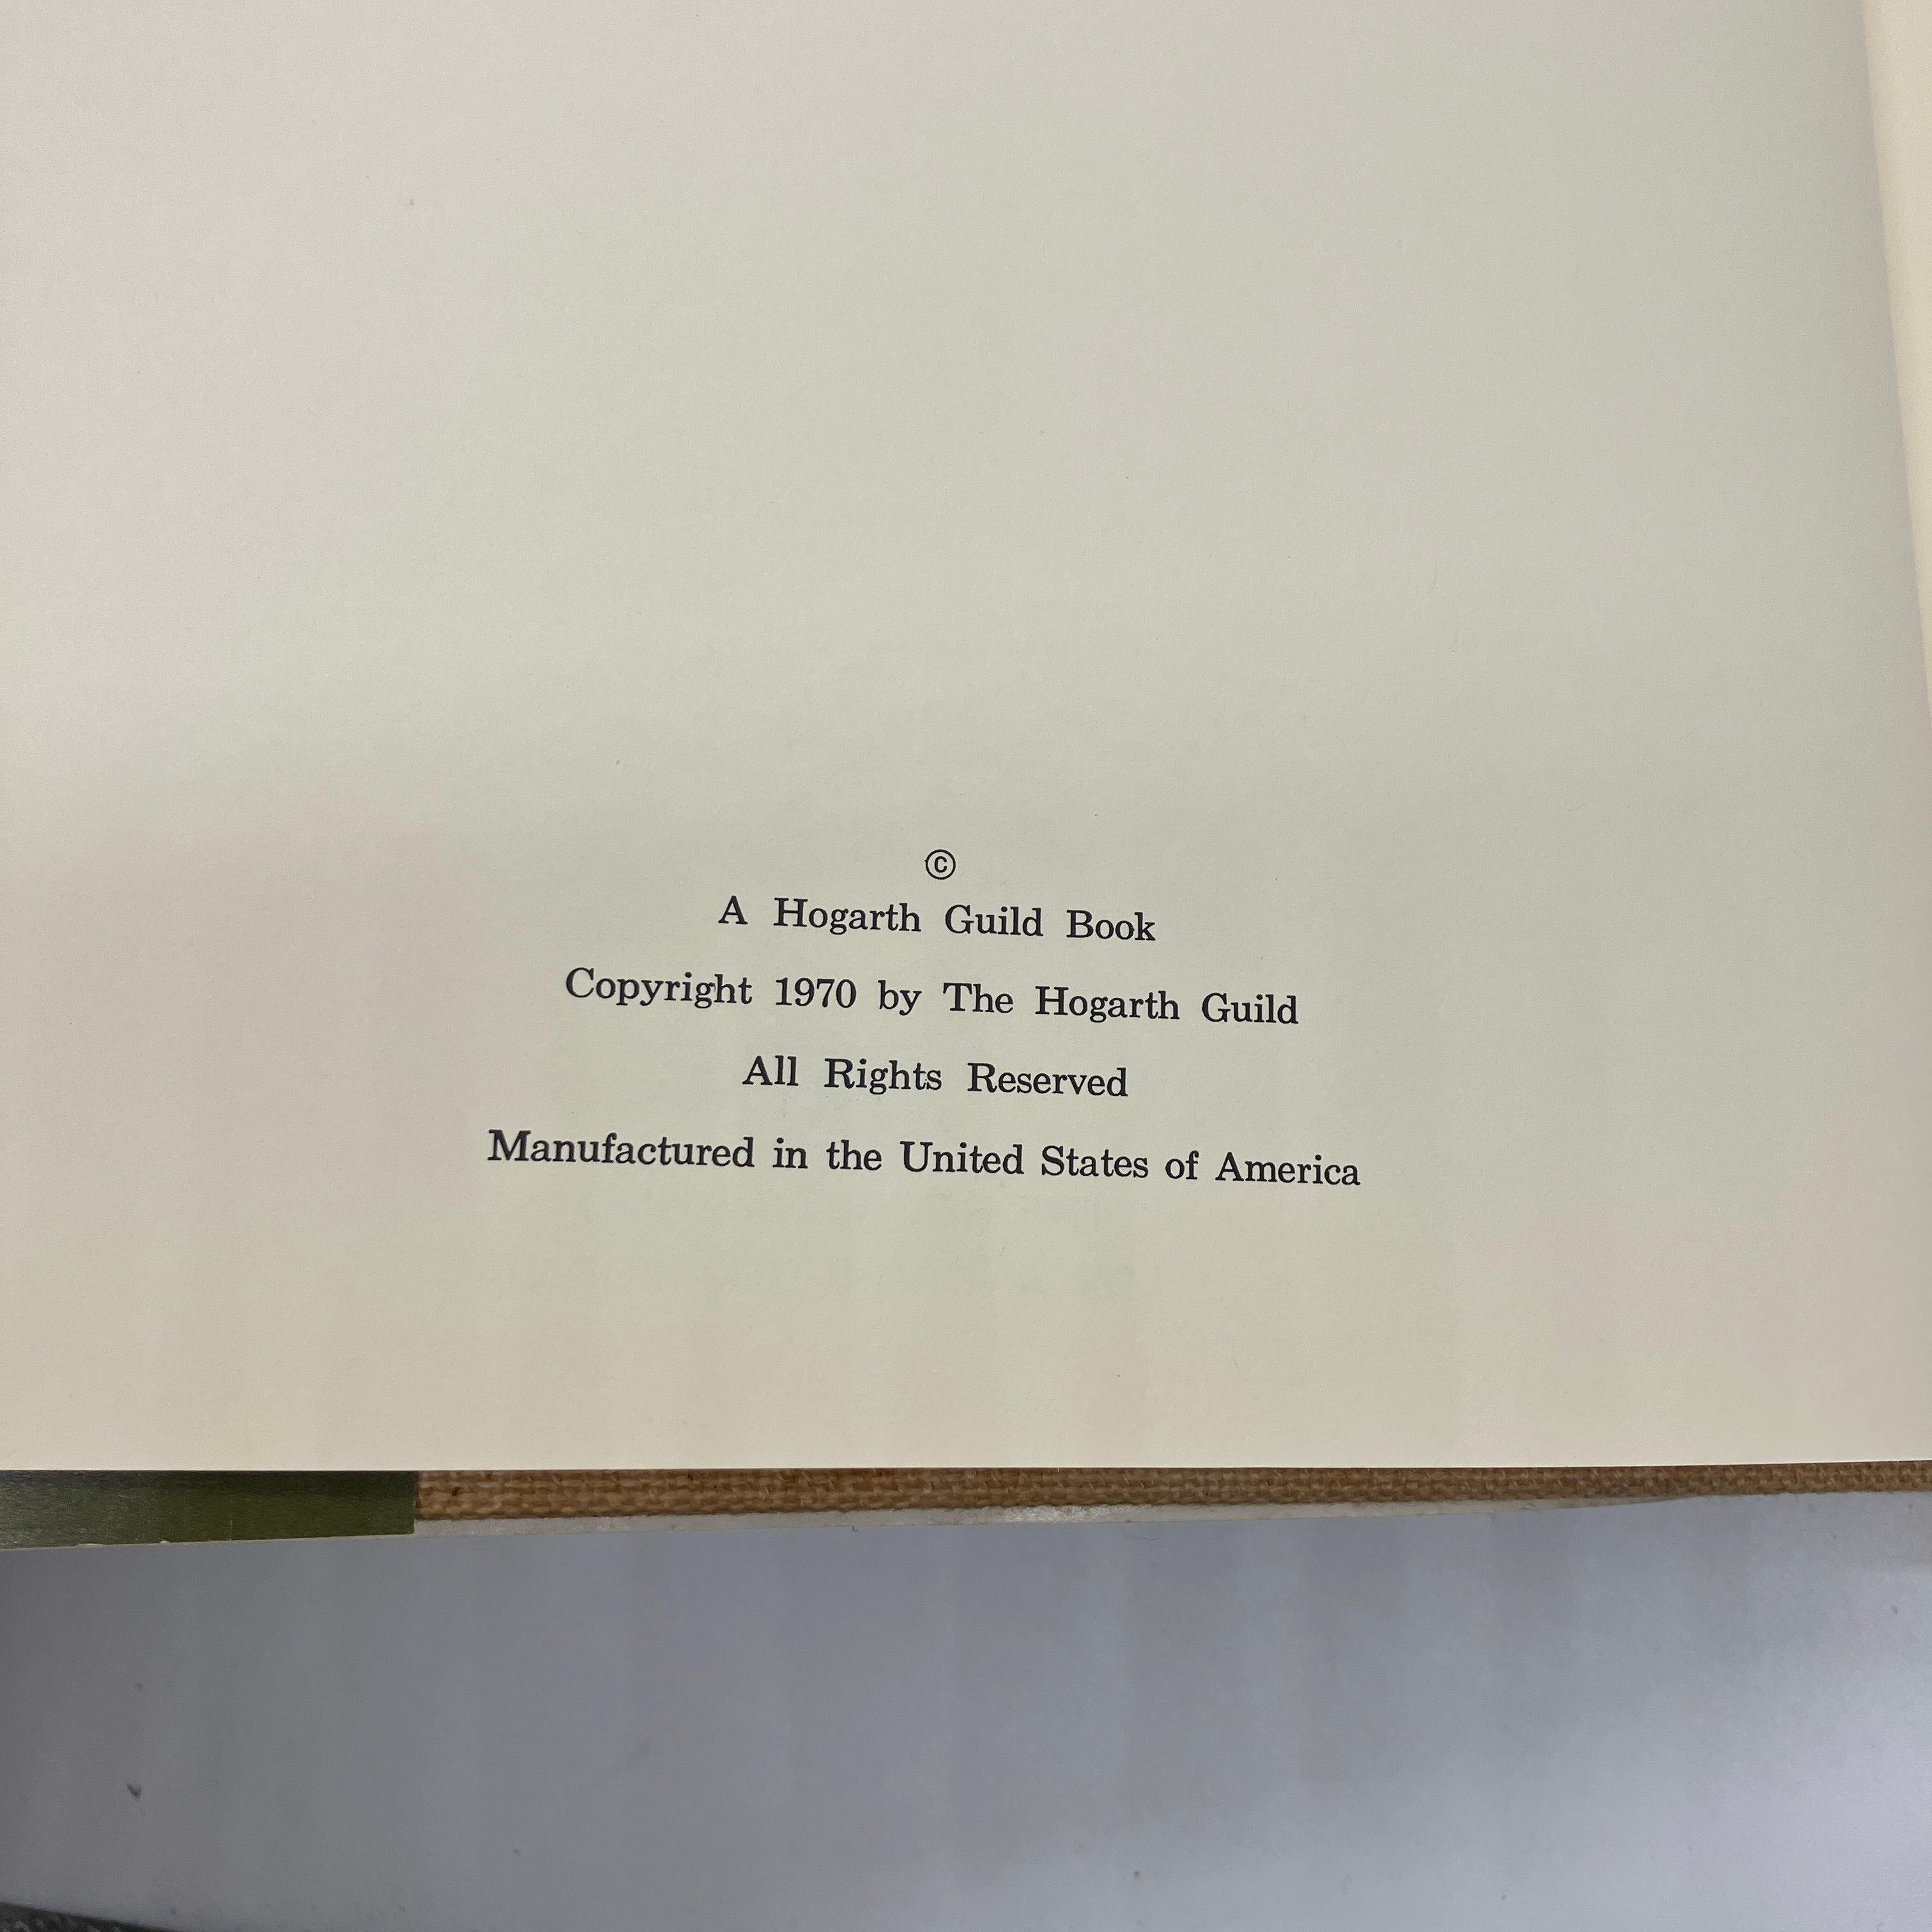 ©
A Hogarth Guild Book
Copyright 1970 by The Hogarth Guild
All Rights Reserved
Manufactured in the United States of America